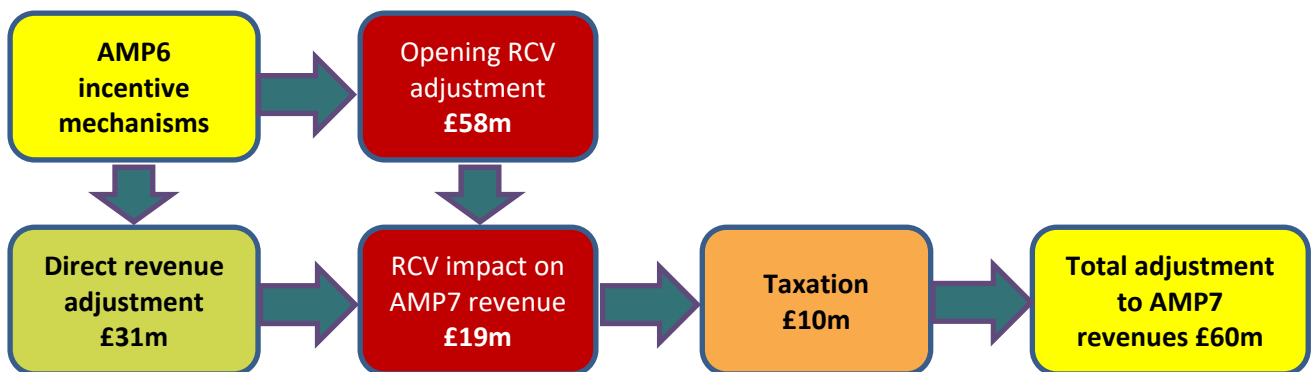 AMP6
incentive
mechanisms
Opening RCV
adjustment
£58m
Direct revenue
adjustment
£31m
RCV impact on
AMP7 revenue
£19m
Taxation
£10m
Total adjustment
to AMP7
revenues £60m